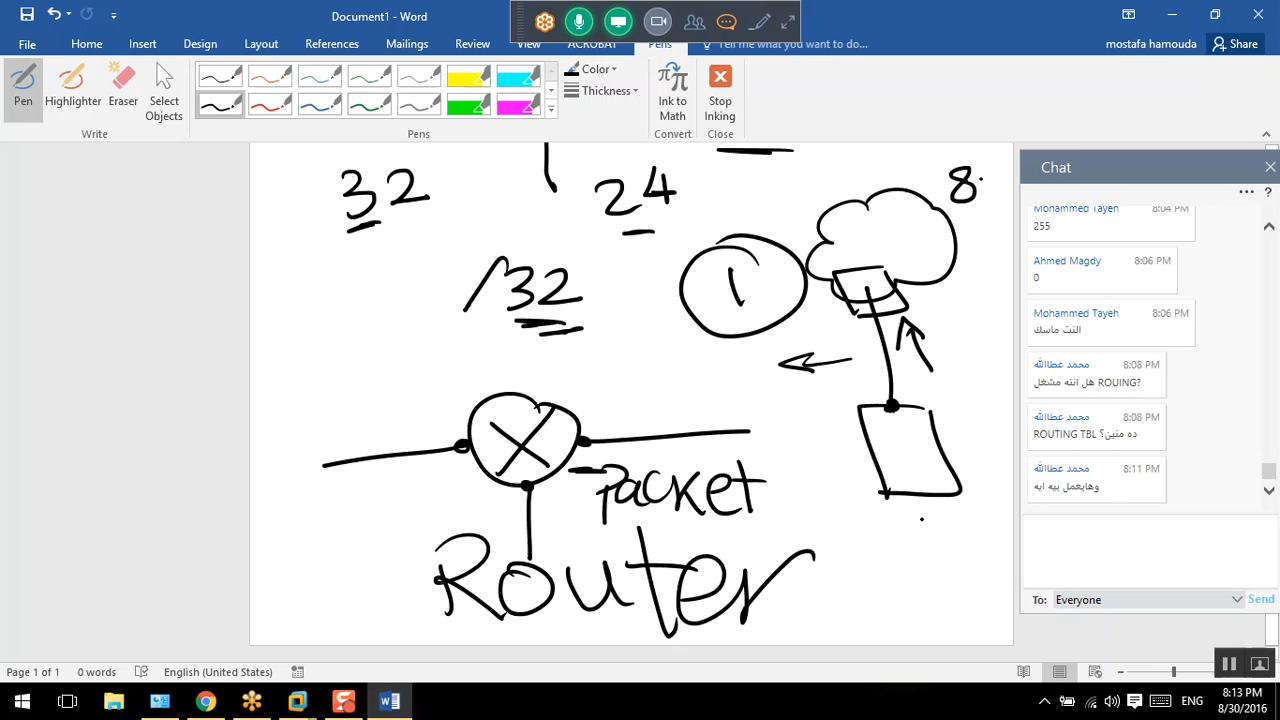 Document1 - Word
File
Home
Insert
Design
Layout
References
Mailings
Review
View
ACROBAT
Pens
Tell me what you want to do...
mostafa hamouda
Share
Pen
Highlighter
Eraser
Select Objects
Color
Thickness
Ink to Math
Stop Inking
Write
Pens
Convert
Close
32
24
8.
/32
1
Packet
Router
Chat
Mohammed Tayeh 8:04 PM
255
Ahmed Magdy 8:06 PM
0
Mohammed Tayeh 8:06 PM
النت ماسك
محمد عطاالله 8:08 PM
هل انته مشغل ROUING?
محمد عطاالله 8:08 PM
ROUTING TBL ده منين؟
محمد عطاالله 8:11 PM
وهايعمل بيه ايه
To: Everyone
Send
Page 1 of 1
0 words
English (United States)
ENG
8:13 PM
8/30/2016